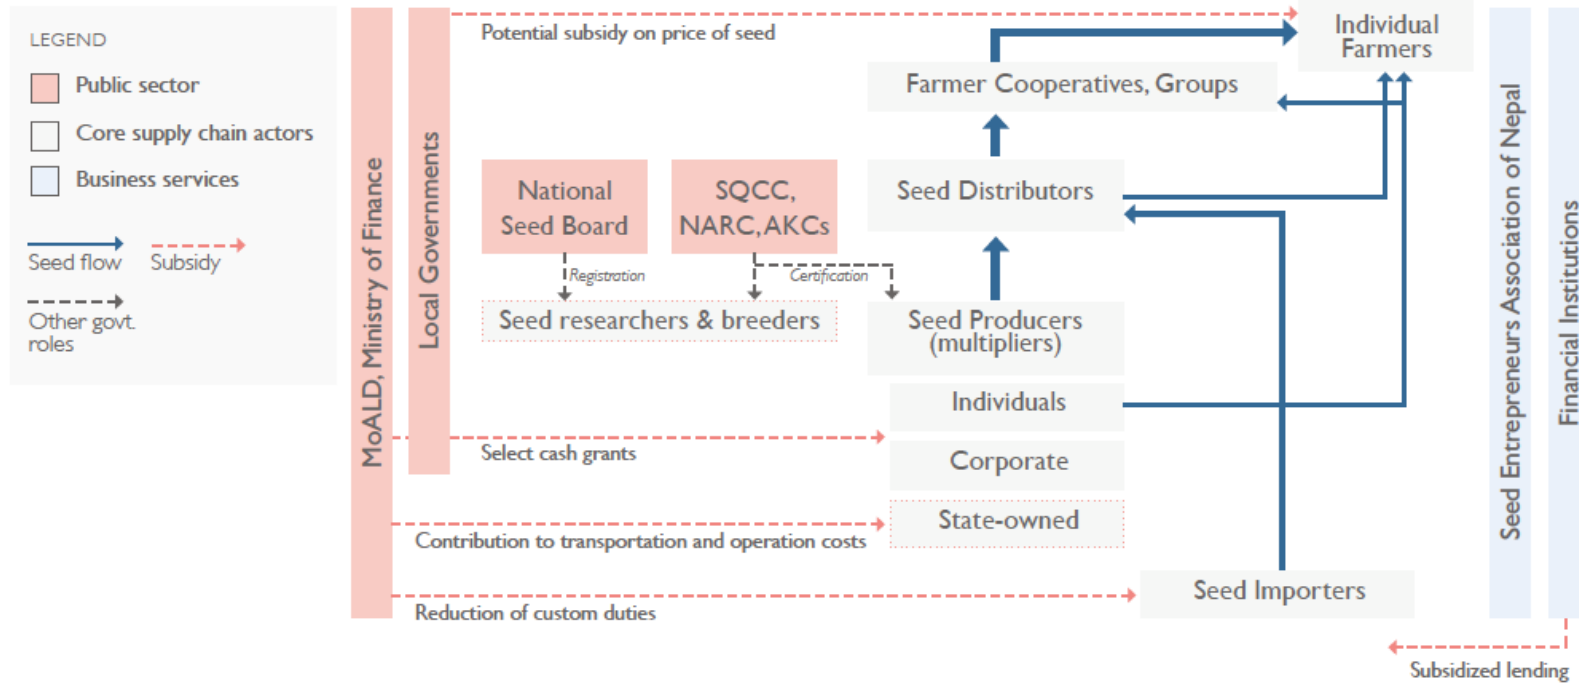 LEGEND
Public sector
Core supply chain actors
Business services
Seed flow
Subsidy
Other govt.
roles
MoALD, Ministry of Finance
Local Governments
Potential subsidy on price of seed
Individual
Farmers
Farmer Cooperatives, Groups
National
Seed Board
SQCC,
NARC, AKCs
Seed Distributors
Registration
Certification
Seed researchers & breeders
Seed Producers
(multipliers)
Individuals
Select cash grants
Corporate
State-owned
Contribution to transportation and operation costs
Seed Importers
Reduction of custom duties
Seed Entrepreneurs Association of Nepal
Financial Institutions
Subsidized lending